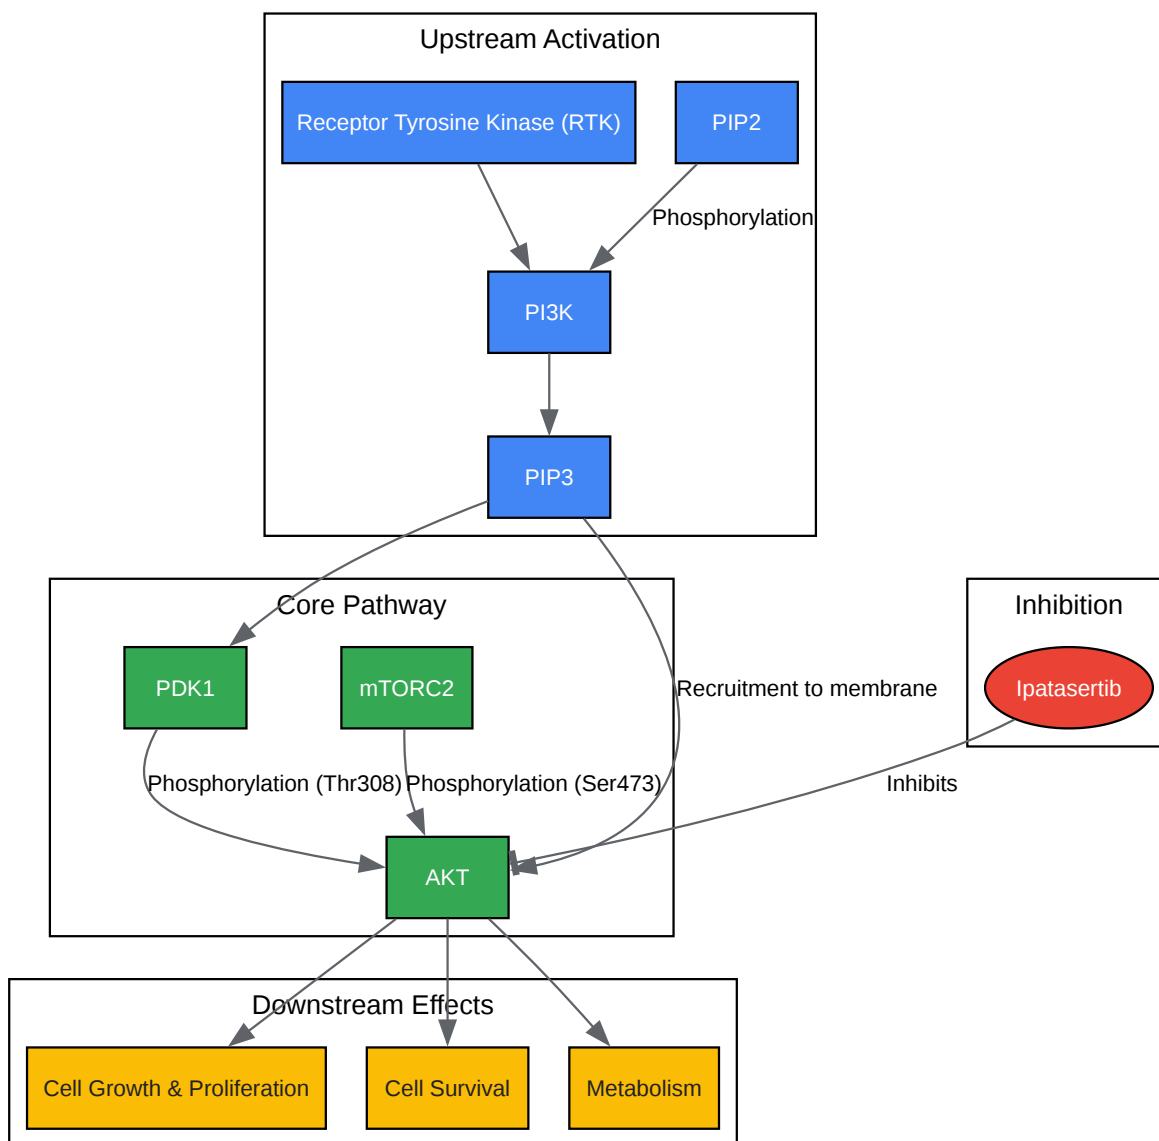 Upstream Activation
Receptor Tyrosine Kinase (RTK)
PIP2
Phosphorylation
PI3K
PIP3
Core Pathway
Inhibition
PDK1
mTORC2
Recruitment to membrane
Ipatasertib
Phosphorylation (Thr308)
Phosphorylation (Ser473)
Inhibits
AKT
Downstream Effects
Cell Growth & Proliferation
Cell Survival
Metabolism